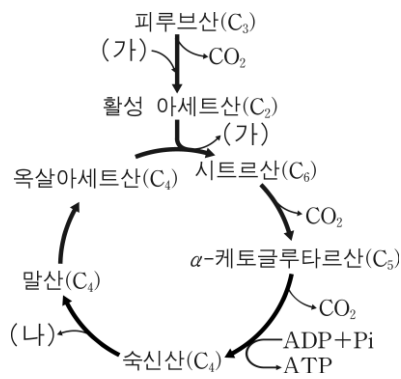 피루브산(C₃)
(가)
CO₂
활성 아세트산(C₂)
(가)
옥살아세트산(C₄)
시트르산(C₆)
CO₂
α-케토글루타르산(C₅)
말산(C₄)
CO₂
(나)
ADP+Pi
숙신산(C₄)
ATP